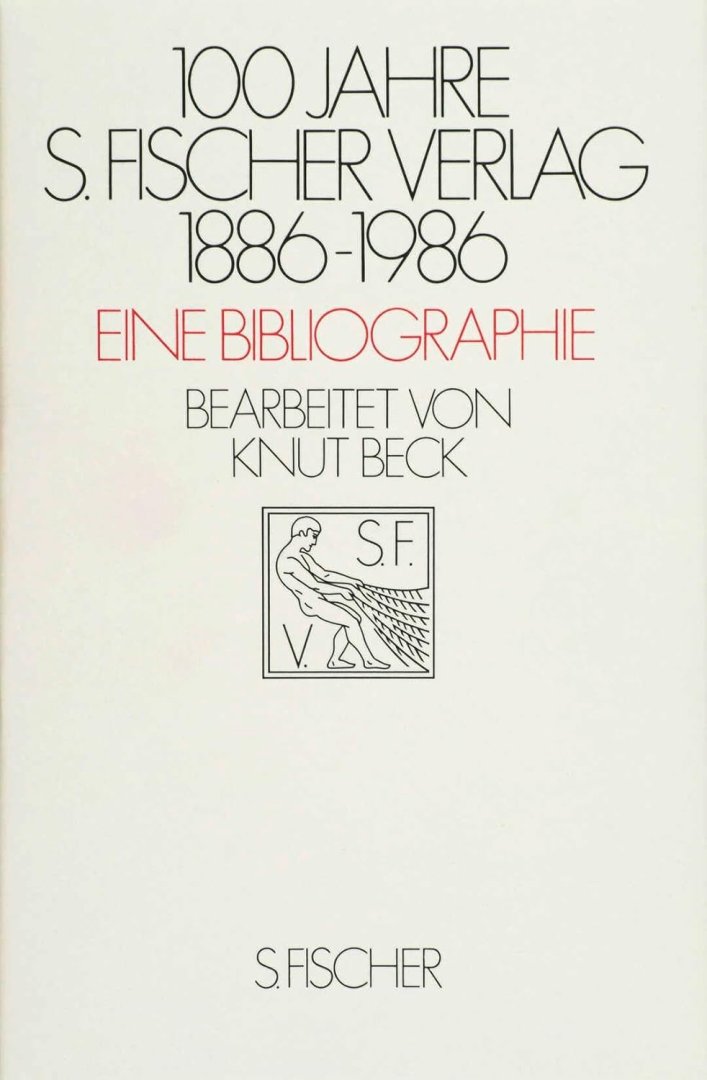 100 JAHRE
S. FISCHER VERLAG
1886-1986
EINE BIBLIOGRAPHIE
BEARBEITET VON
KNUT BECK
S.F.
V.
S. FISCHER